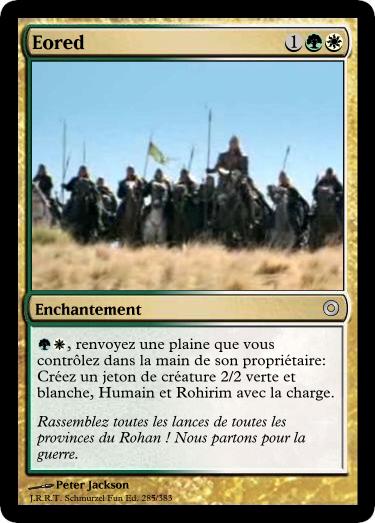 Eored
1
Enchantement
, renvoyez une plaine que vous
contrôlez dans la main de son propriétaire:
Créez un jeton de créature 2/2 verte et
blanche, Humain et Rohirim avec la charge.
Rassemblez toutes les lances de toutes les
provinces du Rohan ! Nous partons pour la
guerre.
Peter Jackson
J.R.R.T. Schmurzel Fun Ed. 285/383